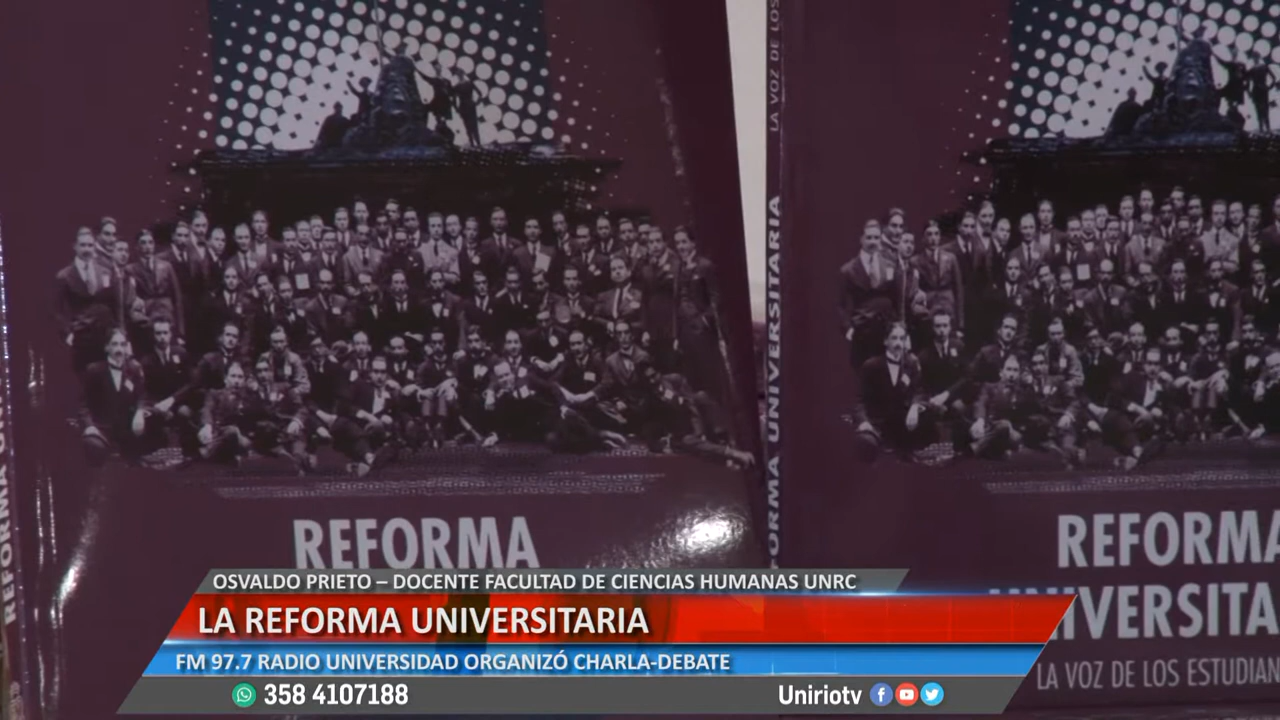 LA VOZ DE LOS
REFORMA UNIVERSITARIA
REFORMA
REFORMA
LA VOZ DE LOS
OSVALDO PRIETO – DOCENTE FACULTAD DE CIENCIAS HUMANAS UNRC
LA REFORMA UNIVERSITARIA
FM 97.7 RADIO UNIVERSIDAD ORGANIZÓ CHARLA-DEBATE
358 4107188
Uniriotv